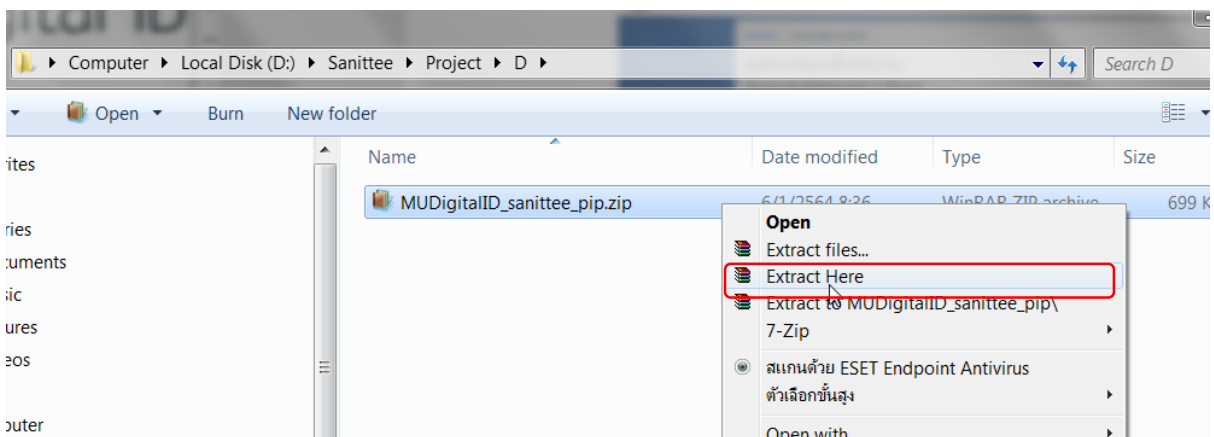 Computer ▸ Local Disk (D:) ▸ Sanittee ▸ Project ▸ D ▸ Search D
Open Burn New folder
Name Date modified Type Size
MUDigitalID_sanittee_pip.zip 6/1/2564 8:36 WinRAR ZIP archive 699 K
rites
ries
cuments
sic
ures
eos
puter
Open
Extract files...
Extract Here
Extract to MUDigitalID_sanittee_pip\
7-Zip
สแกนด้วย ESET Endpoint Antivirus
ตัวเลือกขั้นสูง
Open with